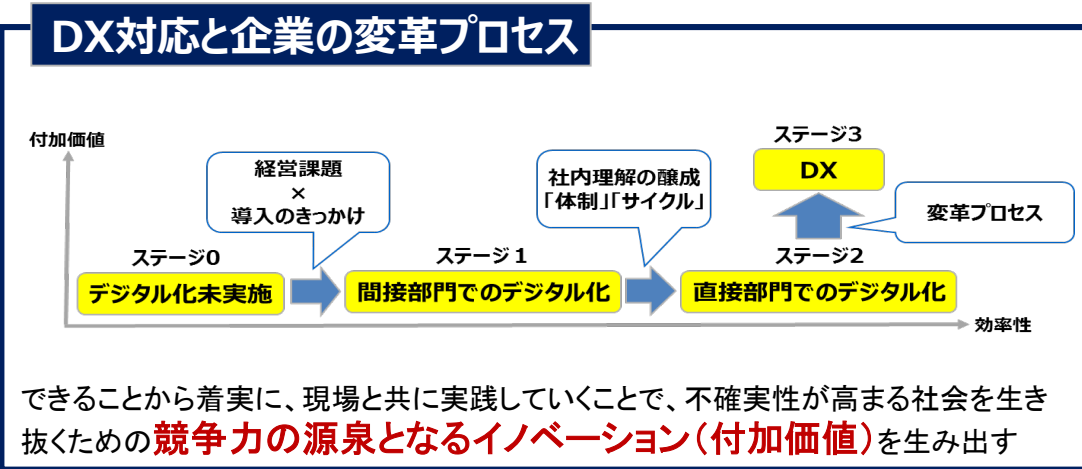 DX対応と企業の変革プロセス
付加価値
経営課題
×
導入のきっかけ
社内理解の醸成
「体制」「サイクル」
ステージ3
DX
変革プロセス
ステージ0
デジタル化未実施
ステージ１
間接部門でのデジタル化
ステージ2
直接部門でのデジタル化
効率性
できることから着実に、現場と共に実践していくことで、不確実性が高まる社会を生き
抜くための競争力の源泉となるイノベーション（付加価値）を生み出す